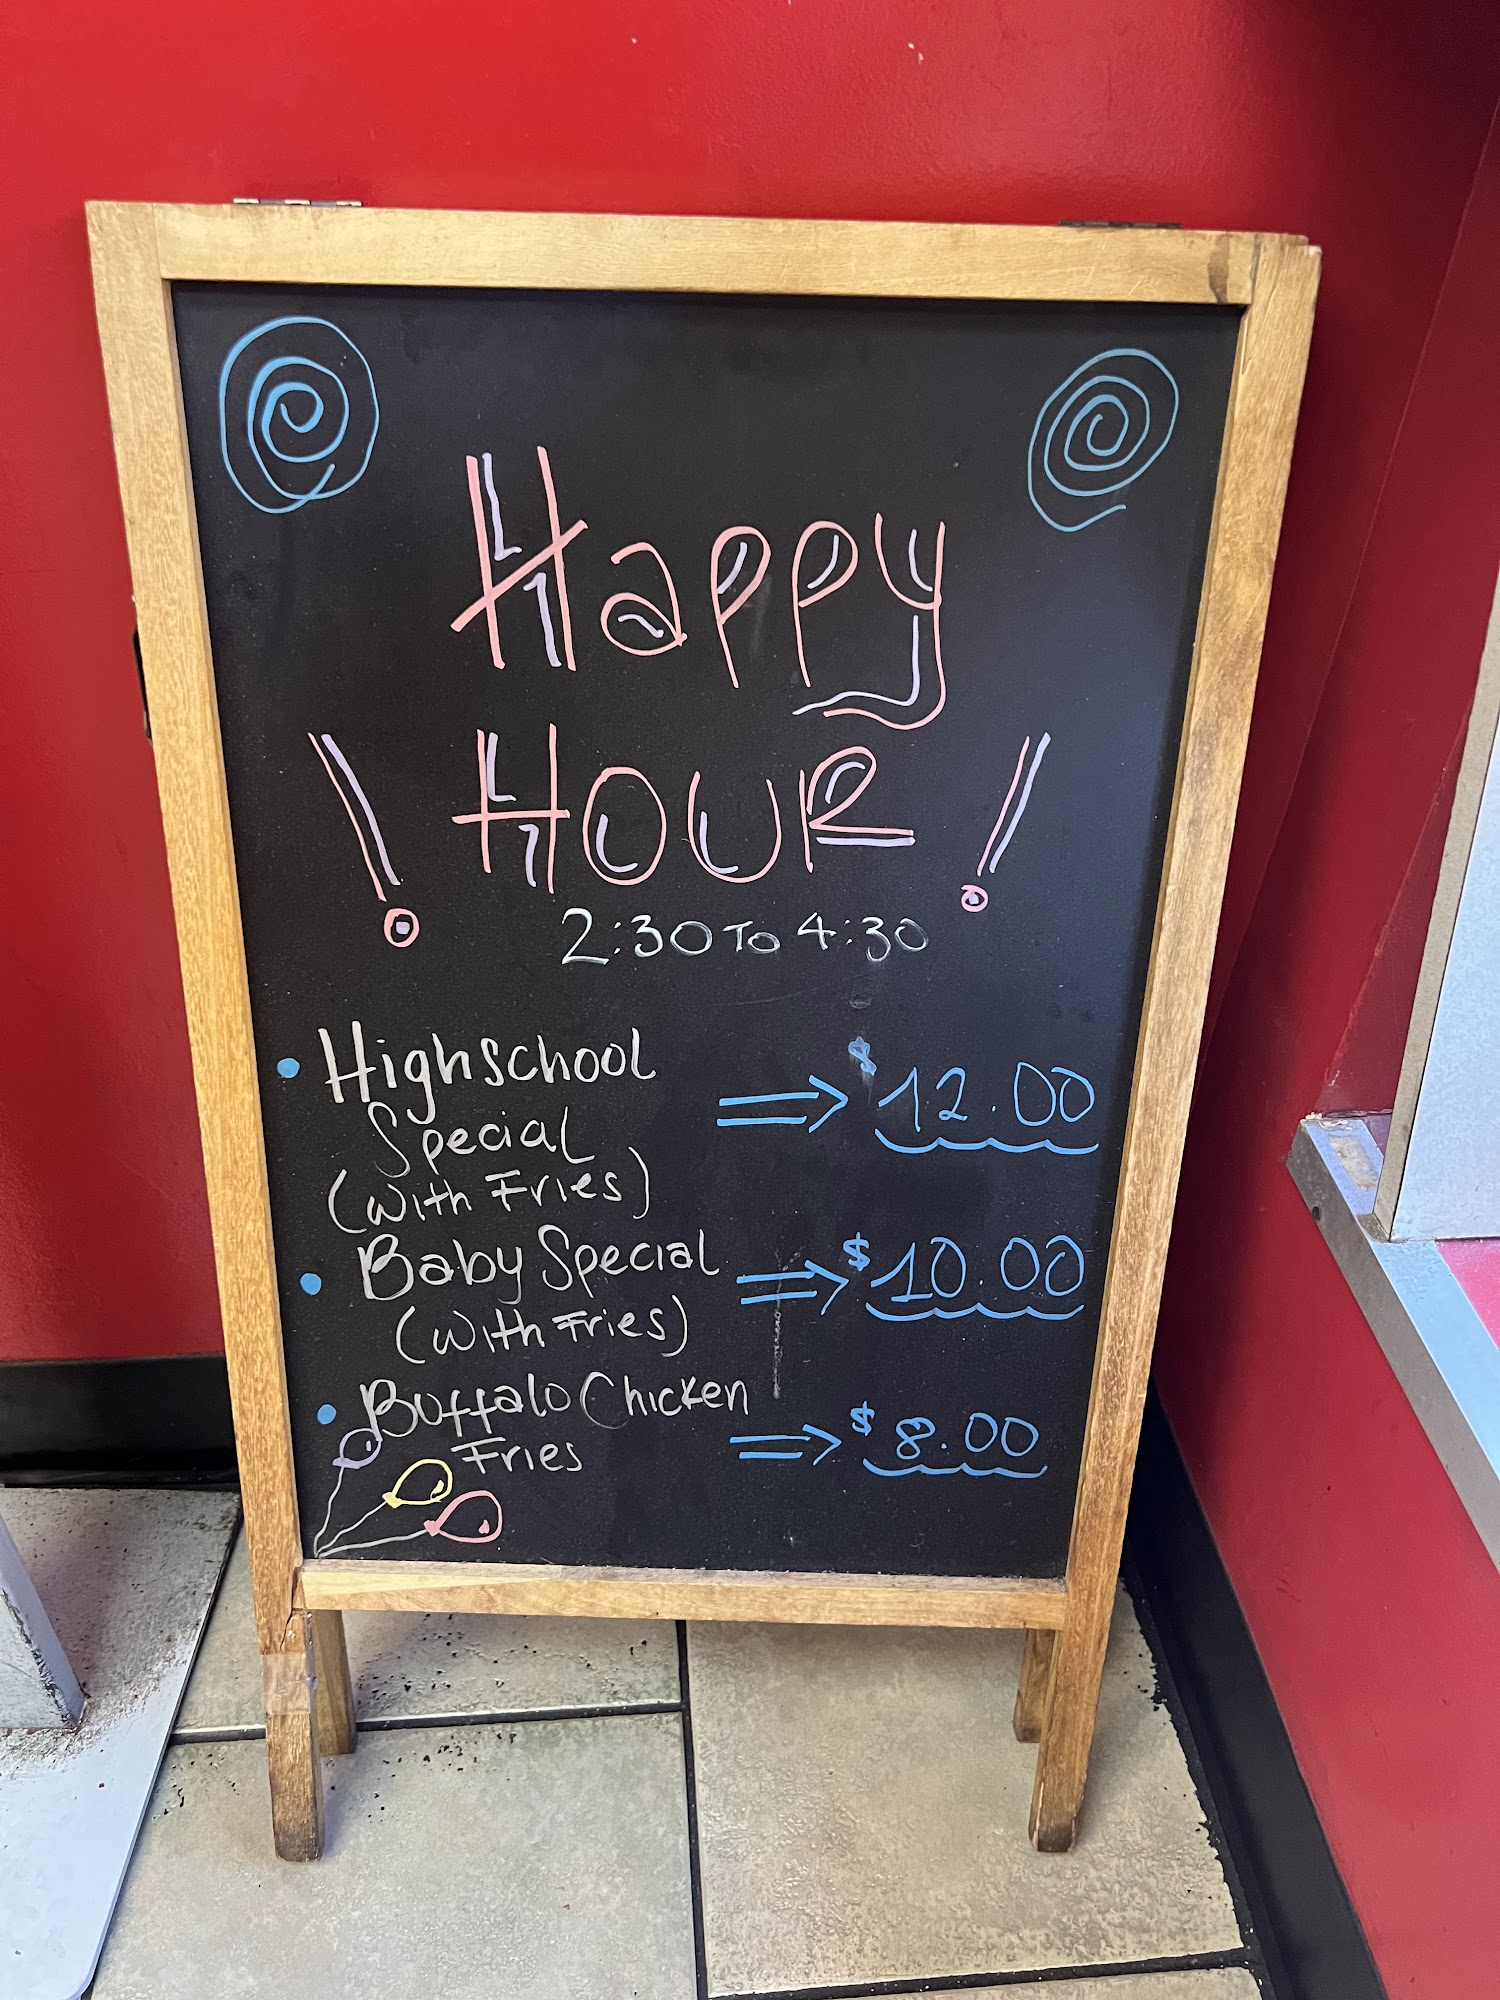 Happy
! HOUR !
2:30 To 4:30
• Highschool
Special ⇒ $12.00
(with Fries)
• Baby Special ⇒ $10.00
(with Fries)
• Buffalo Chicken
Fries ⇒ $8.00